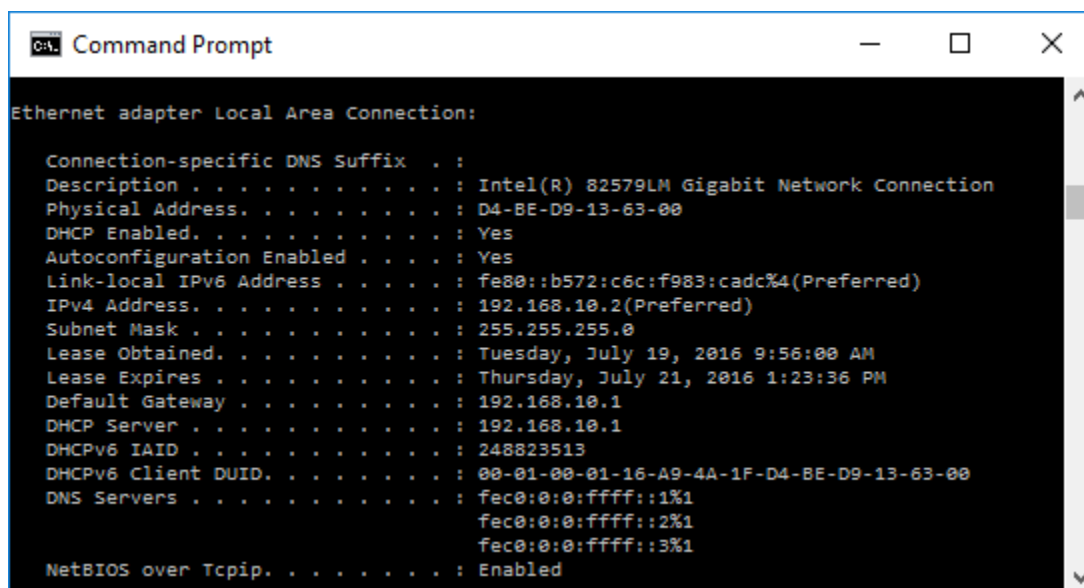 Command Prompt
Ethernet adapter Local Area Connection:
Connection-specific DNS Suffix . :
Description . . . . . . . . . . . : Intel(R) 82579LM Gigabit Network Connection
Physical Address. . . . . . . . . : D4-BE-D9-13-63-00
DHCP Enabled. . . . . . . . . . . : Yes
Autoconfiguration Enabled . . . . : Yes
Link-local IPv6 Address . . . . . : fe80::b572:c6c:f983:cadc%4(Preferred)
IPv4 Address. . . . . . . . . . . : 192.168.10.2(Preferred)
Subnet Mask . . . . . . . . . . . : 255.255.255.0
Lease Obtained. . . . . . . . . . : Tuesday, July 19, 2016 9:56:00 AM
Lease Expires . . . . . . . . . . : Thursday, July 21, 2016 1:23:36 PM
Default Gateway . . . . . . . . . : 192.168.10.1
DHCP Server . . . . . . . . . . . : 192.168.10.1
DHCPv6 IAID . . . . . . . . . . . : 248823513
DHCPv6 Client DUID. . . . . . . . : 00-01-00-01-16-A9-4A-1F-D4-BE-D9-13-63-00
DNS Servers . . . . . . . . . . . : fec0:0:0:ffff::1%1
fec0:0:0:ffff::2%1
fec0:0:0:ffff::3%1
NetBIOS over Tcpip. . . . . . . . : Enabled